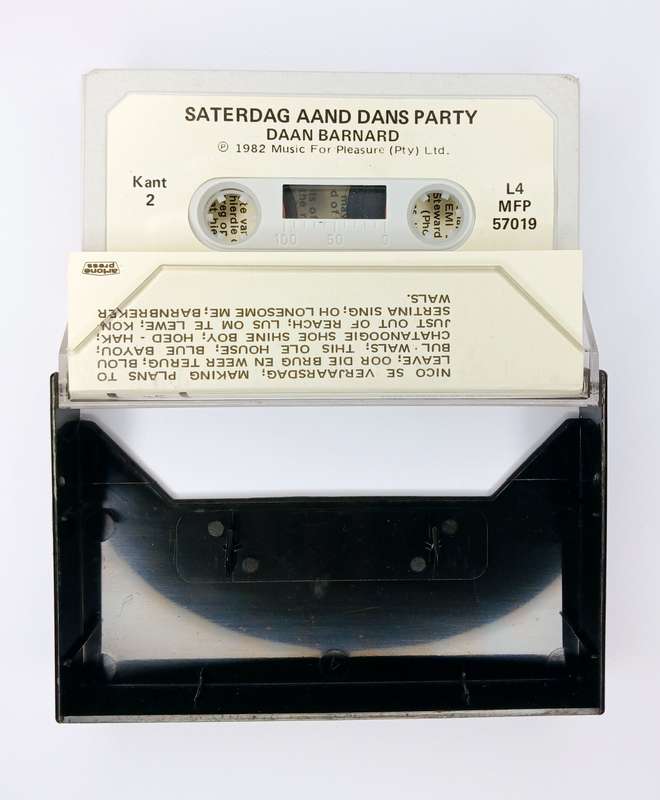 SATERDAG AAND DANS PARTY
DAAN BARNARD
℗ 1982 Music For Pleasure (Pty) Ltd.
Kant
2
L4
MFP
57019
100 50 0
EMI
Steward
(Pho
NICO SE VERJAARSDAG; MAKING PLANS TO
LEAVE; OOR DIE BRUG EN WEER TERUG; BLOU
BUL-WALS; THIS OLE HOUSE; BLUE BAYOU;
CHATANOOGIE SHOE SHINE BOY; HOED - HAK;
JUST OUT OF REACH; LUS OM TE LEWE; KON
SERTINA SING; OH LONESOME ME; BARNBREKER
WALS.
artone
press